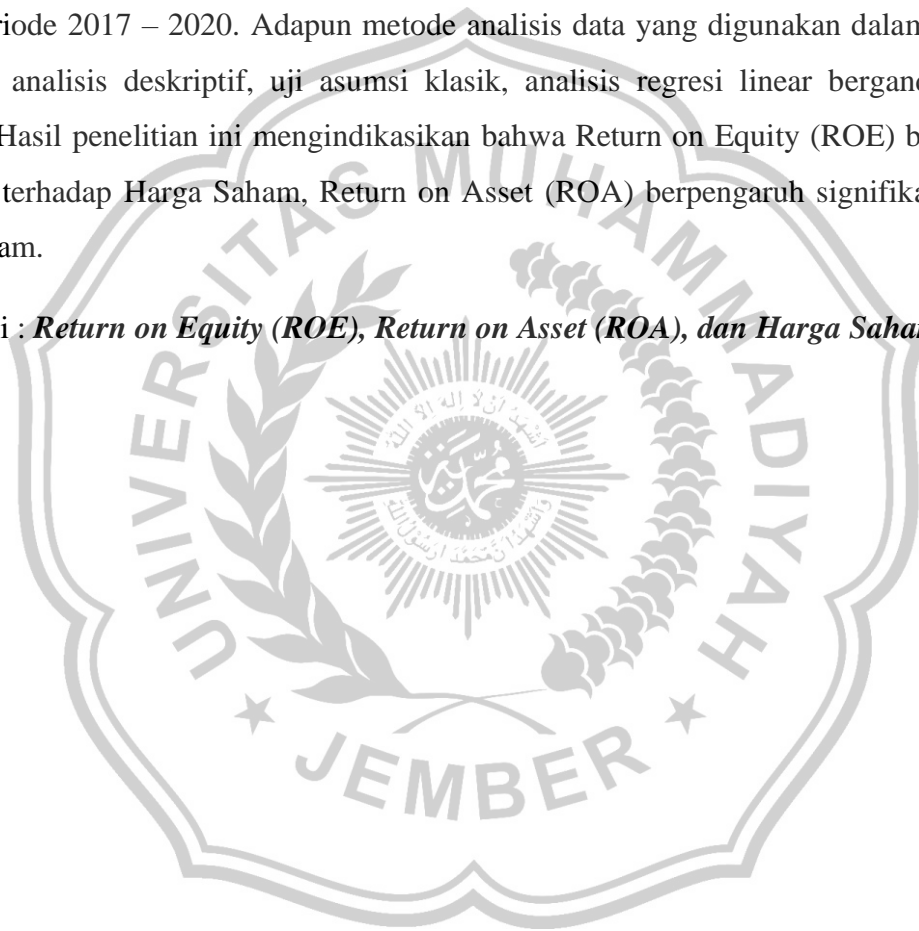 riode 2017 – 2020. Adapun metode analisis data yang digunakan dalam
analisis deskriptif, uji asumsi klasik, analisis regresi linear bergand
Hasil penelitian ini mengindikasikan bahwa Return on Equity (ROE) b
terhadap Harga Saham, Return on Asset (ROA) berpengaruh signifika
am.
i : Return on Equity (ROE), Return on Asset (ROA), dan Harga Saham
UNIVERSITAS MUHAMMADIYAH
JEMBER